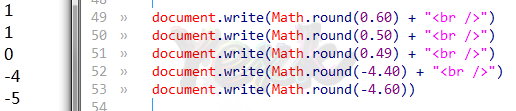 1
1
0
-4
-5
49 » document.write(Math.round(0.60) + "<br />")
50 » document.write(Math.round(0.50) + "<br />")
51 » document.write(Math.round(0.49) + "<br />")
52 » document.write(Math.round(-4.40) + "<br />")
53 » document.write(Math.round(-4.60))
54